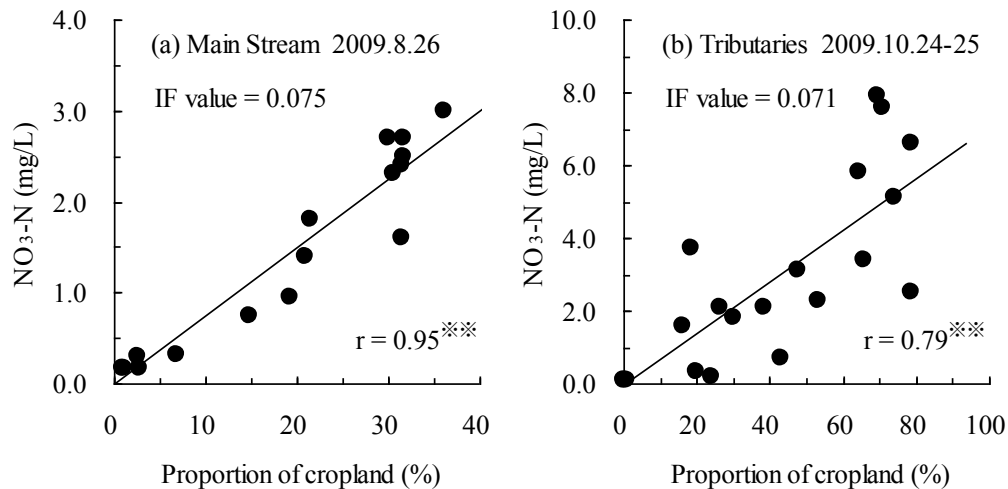 (a) Main Stream 2009.8.26
IF value = 0.075
r = 0.95※※
NO3-N (mg/L)
4.0
3.0
2.0
1.0
0.0
0
10
20
30
40
Proportion of cropland (%)
(b) Tributaries 2009.10.24-25
IF value = 0.071
r = 0.79※※
NO3-N (mg/L)
10.0
8.0
6.0
4.0
2.0
0.0
0
20
40
60
80
100
Proportion of cropland (%)